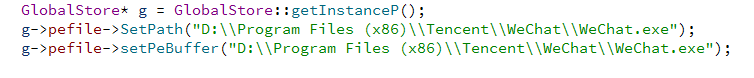 GlobalStore* g = GlobalStore::getInstanceP();
g->pefile->SetPath("D:\\Program Files (x86)\\Tencent\\WeChat\\WeChat.exe");
g->pefile->setPeBuffer("D:\\Program Files (x86)\\Tencent\\WeChat\\WeChat.exe");